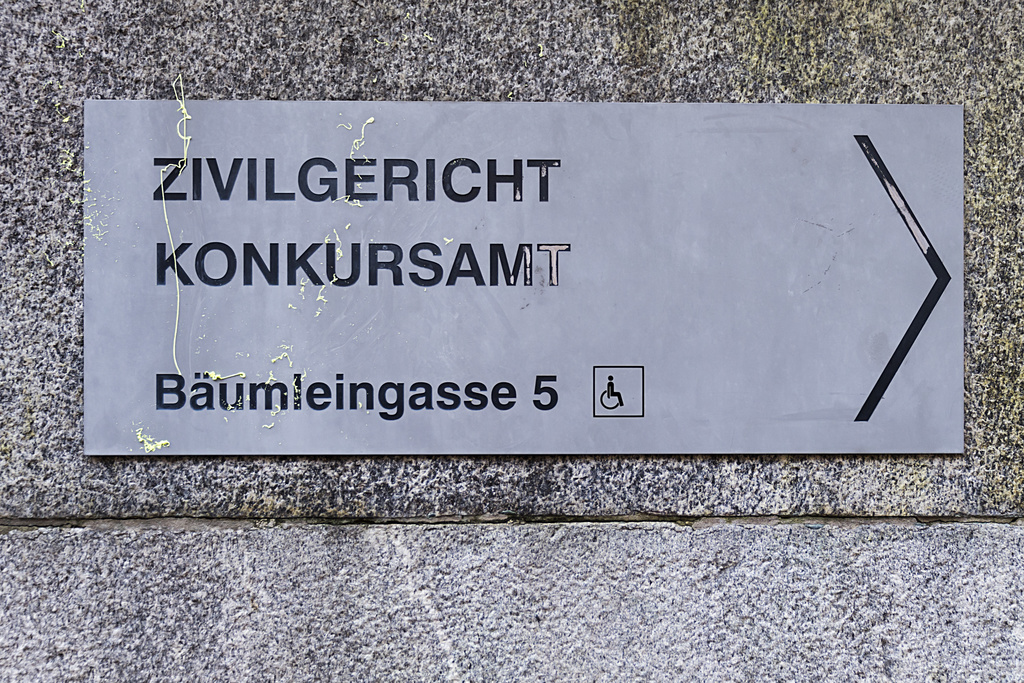 ZIVILGERICHT
KONKURSAMT
Bäumleingasse 5